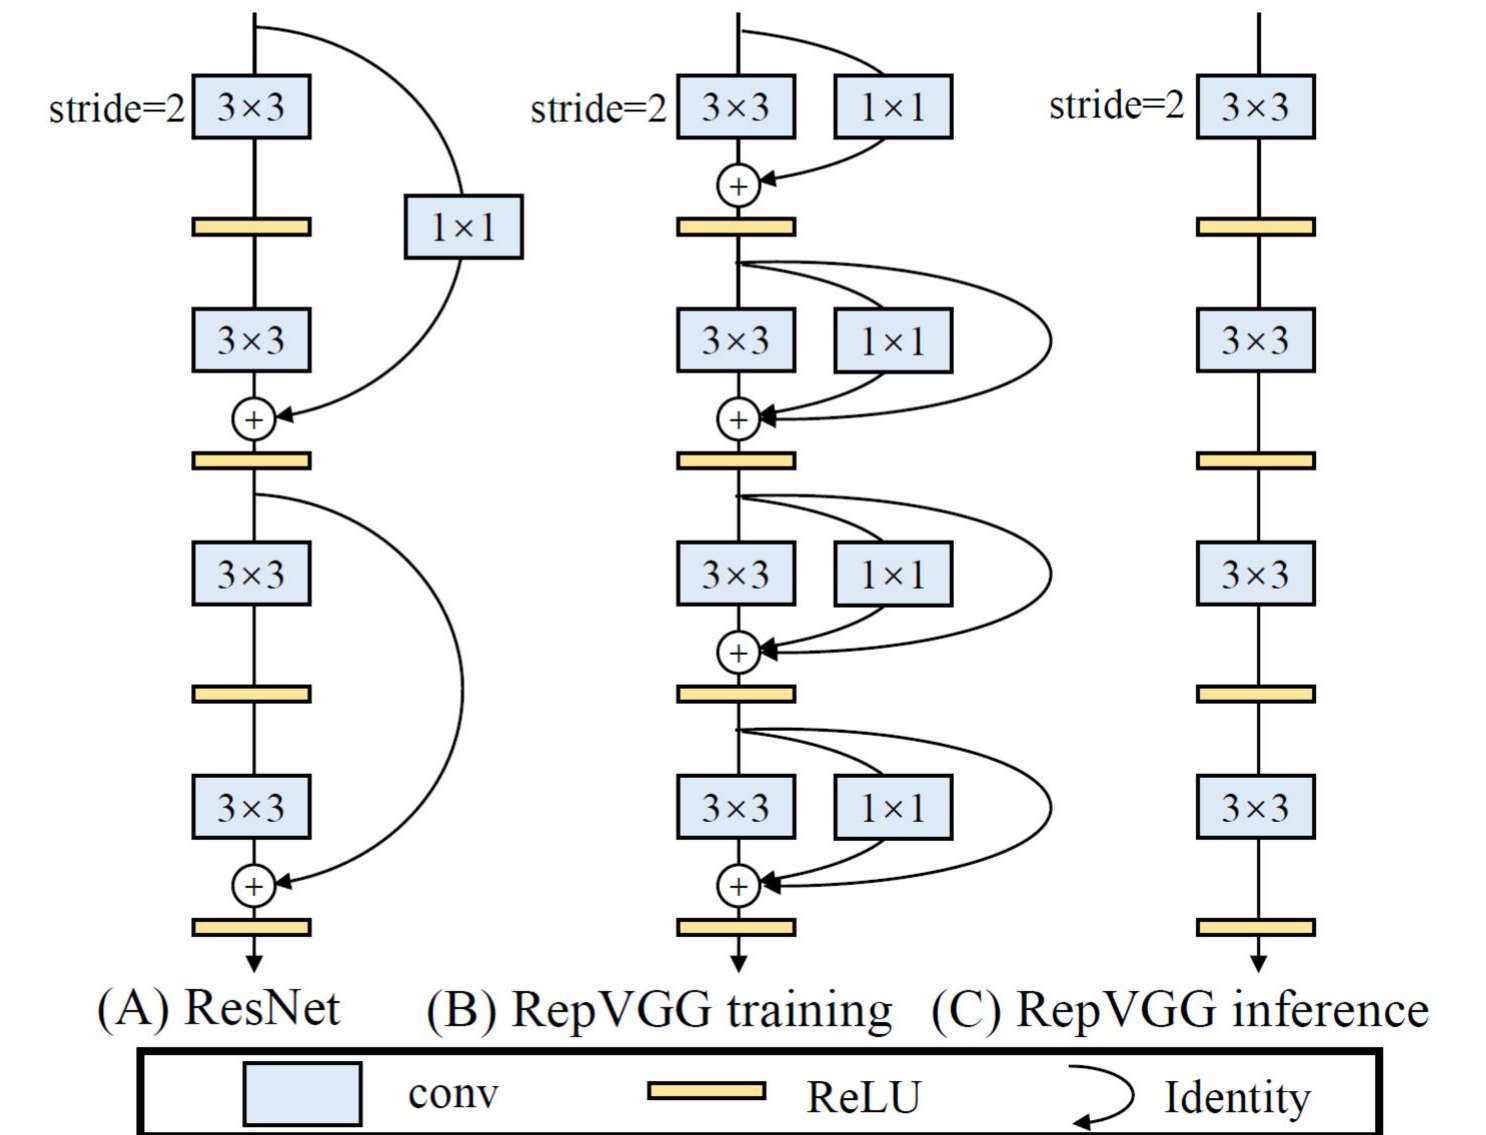 stride=2 3×3 stride=2 3×3 1×1 stride=2 3×3
+
1×1
3×3 3×3 1×1 3×3
+ +
3×3 3×3 1×1 3×3
+
3×3 3×3 1×1 3×3
+ +
(A) ResNet (B) RepVGG training (C) RepVGG inference
conv ReLU Identity